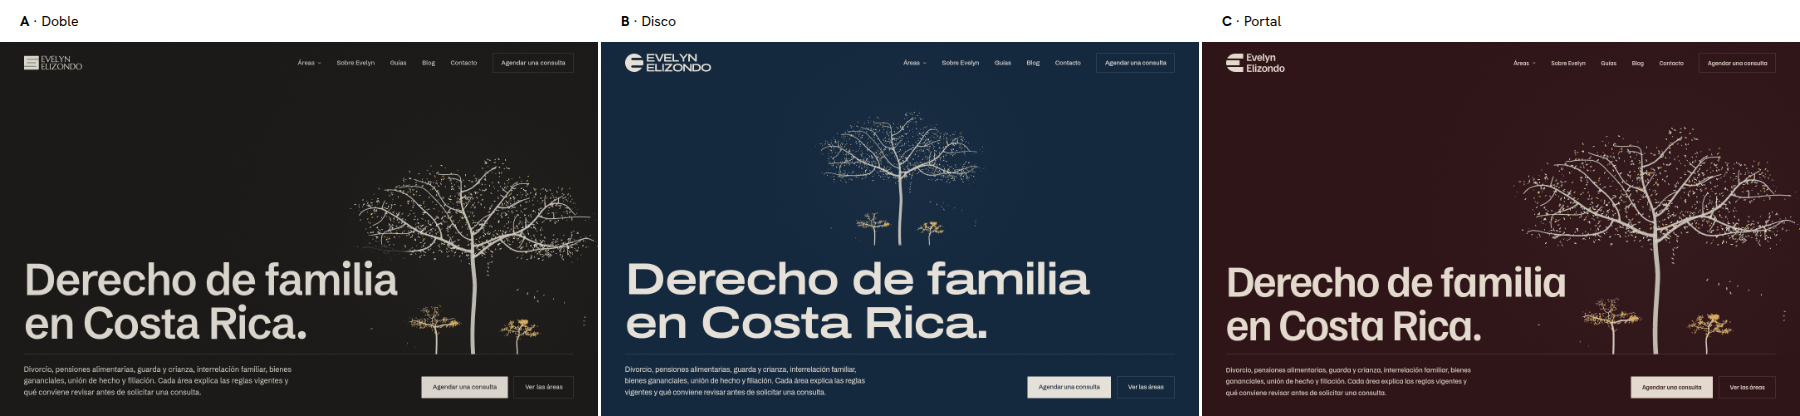 A · Doble
EVELYN
ELIZONDO
Áreas
Sobre Evelyn
Guías
Blog
Contacto
Agendar una consulta
Derecho de familia
en Costa Rica.
Divorcio, pensiones alimentarias, guarda y crianza, interrelación familiar, bienes
gananciales, unión de hecho y filiación. Cada área explica las reglas vigentes y
qué conviene revisar antes de solicitar una consulta.
Agendar una consulta
Ver las áreas
B · Disco
EVELYN
ELIZONDO
Áreas
Sobre Evelyn
Guías
Blog
Contacto
Agendar una consulta
Derecho de familia
en Costa Rica.
Divorcio, pensiones alimentarias, guarda y crianza, interrelación familiar,
bienes gananciales, unión de hecho y filiación. Cada área explica las reglas
vigentes y qué conviene revisar antes de solicitar una consulta.
Agendar una consulta
Ver las áreas
C · Portal
Evelyn
Elizondo
Áreas
Sobre Evelyn
Guías
Blog
Contacto
Agendar una consulta
Derecho de familia
en Costa Rica.
Divorcio, pensiones alimentarias, guarda y crianza, interrelación familiar, bienes
gananciales, unión de hecho y filiación. Cada área explica las reglas vigentes y
qué conviene revisar antes de solicitar una consulta.
Agendar una consulta
Ver las áreas